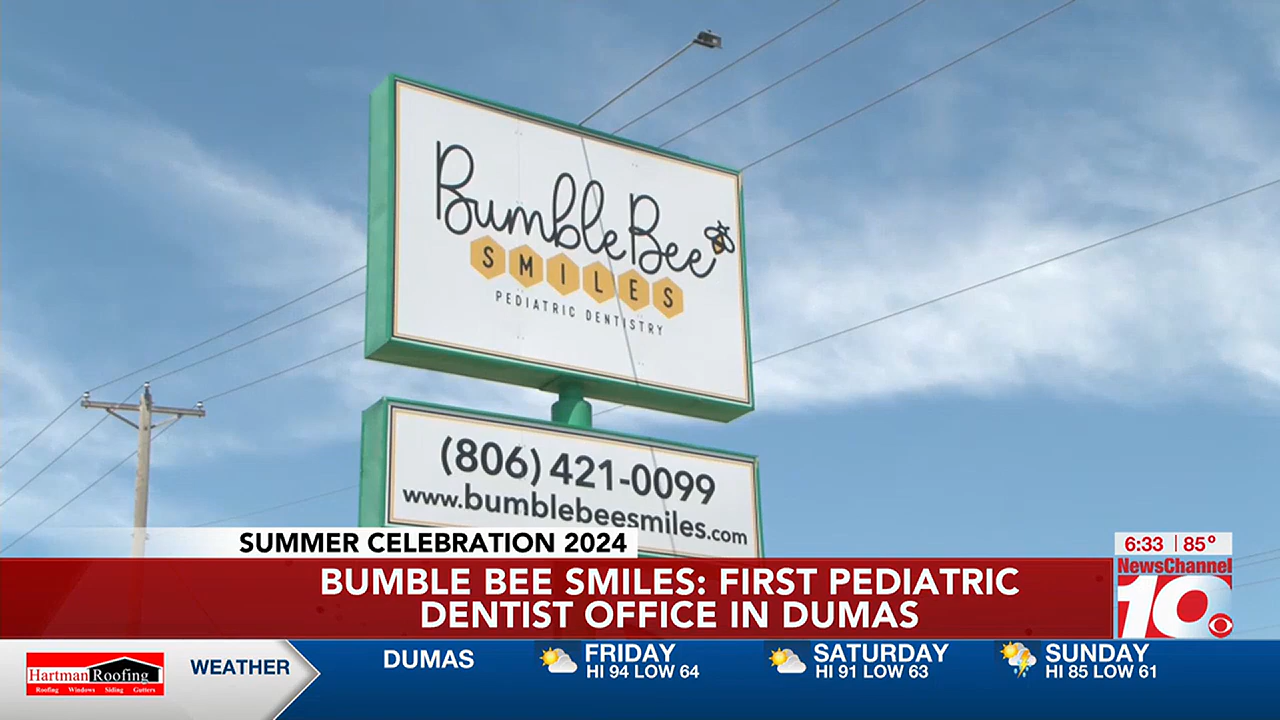 BumbleBee
SMILES
PEDIATRIC DENTISTRY
(806) 421-0099
www.bumblebeesmiles.com
SUMMER CELEBRATION 2024
BUMBLE BEE SMILES: FIRST PEDIATRIC
DENTIST OFFICE IN DUMAS
6:33 | 85°
NewsChannel
10
Hartman Roofing
Roofing Windows Siding Gutters
WEATHER
DUMAS
FRIDAY
HI 94 LOW 64
SATURDAY
HI 91 LOW 63
SUNDAY
HI 85 LOW 61